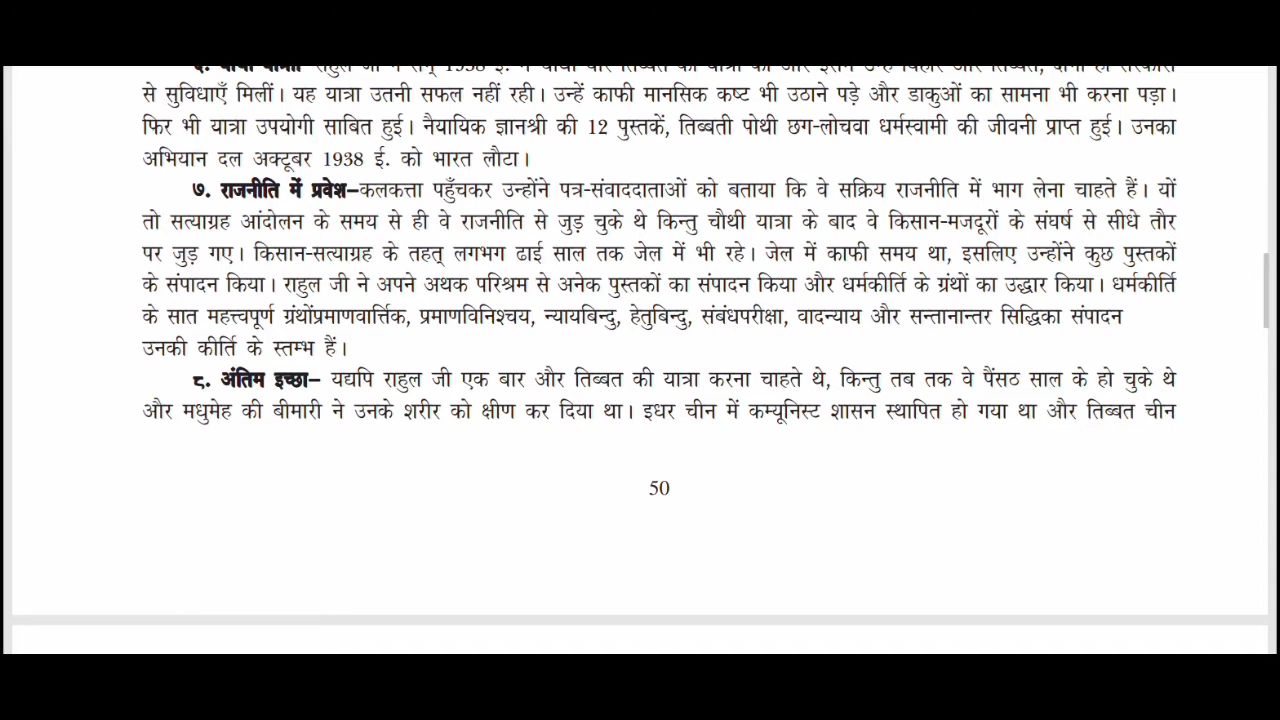 से सुविधाएँ मिलीं। यह यात्रा उतनी सफल नहीं रही। उन्हें काफी मानसिक कष्ट भी उठाने पड़े और डाकुओं का सामना भी करना पड़ा।
फिर भी यात्रा उपयोगी साबित हुई। नैयायिक ज्ञानश्री की 12 पुस्तकें, तिब्बती पोथी छग-लोचवा धर्मस्वामी की जीवनी प्राप्त हुई। उनका
अभियान दल अक्टूबर 1938 ई. को भारत लौटा।
७. राजनीति में प्रवेश–कलकत्ता पहुँचकर उन्होंने पत्र-संवाददाताओं को बताया कि वे सक्रिय राजनीति में भाग लेना चाहते हैं। यों
तो सत्याग्रह आंदोलन के समय से ही वे राजनीति से जुड़ चुके थे किन्तु चौथी यात्रा के बाद वे किसान-मजदूरों के संघर्ष से सीधे तौर
पर जुड़ गए। किसान-सत्याग्रह के तहत् लगभग ढाई साल तक जेल में भी रहे। जेल में काफी समय था, इसलिए उन्होंने कुछ पुस्तकों
के संपादन किया। राहुल जी ने अपने अथक परिश्रम से अनेक पुस्तकों का संपादन किया और धर्मकीर्ति के ग्रंथों का उद्धार किया। धर्मकीर्ति
के सात महत्त्वपूर्ण ग्रंथोंप्रमाणवार्त्तिक, प्रमाणविनिश्चय, न्यायबिन्दु, हेतुबिन्दु, संबंधपरीक्षा, वादन्याय और सन्तानान्तर सिद्धिका संपादन
उनकी कीर्ति के स्तम्भ हैं।
८. अंतिम इच्छा– यद्यपि राहुल जी एक बार और तिब्बत की यात्रा करना चाहते थे, किन्तु तब तक वे पैंसठ साल के हो चुके थे
और मधुमेह की बीमारी ने उनके शरीर को क्षीण कर दिया था। इधर चीन में कम्यूनिस्ट शासन स्थापित हो गया था और तिब्बत चीन
50